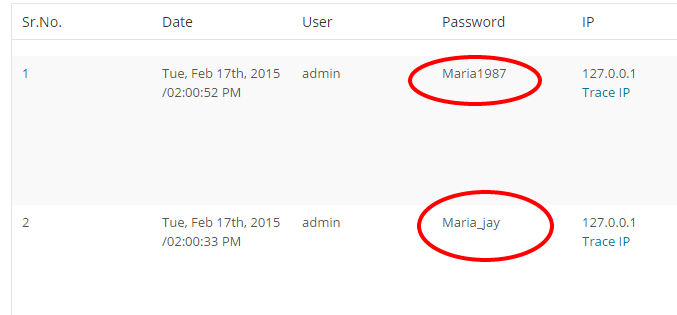 Sr.No. Date User Password IP
1 Tue, Feb 17th, 2015 admin Maria1987 127.0.0.1
/02:00:52 PM Trace IP
2 Tue, Feb 17th, 2015 admin Maria_jay 127.0.0.1
/02:00:33 PM Trace IP